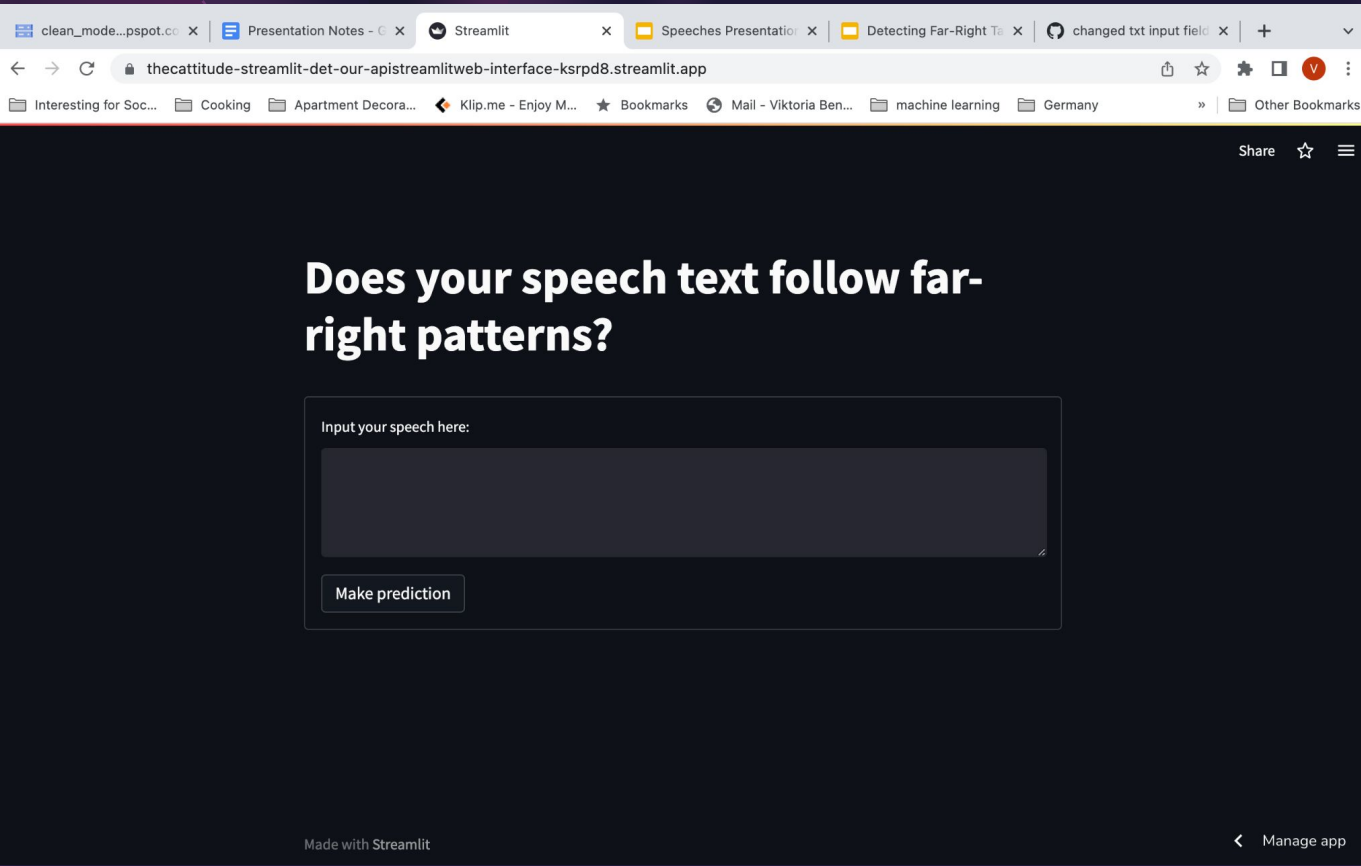 clean_mode...pspot.co
Presentation Notes - G
Streamlit
Speeches Presentation
Detecting Far-Right Ta
changed txt input field
thecattitude-streamlit-det-our-apistreamlitweb-interface-ksrpd8.streamlit.app
V
Interesting for Soc...
Cooking
Apartment Decora...
Klip.me - Enjoy M...
Bookmarks
Mail - Viktoria Ben...
machine learning
Germany
»
Other Bookmarks
Share
Does your speech text follow far-
right patterns?
Input your speech here:
Make prediction
Made with Streamlit
Manage app